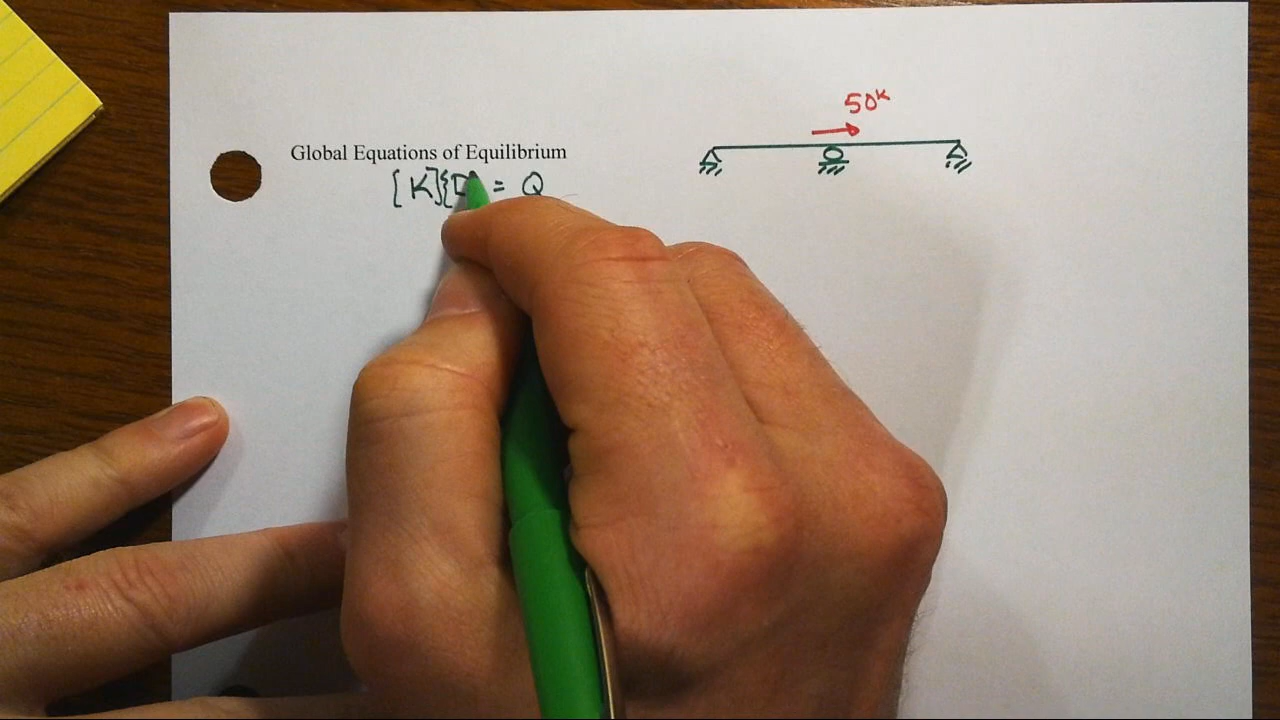 50ᴷ
Global Equations of Equilibrium
[K]{D = Q